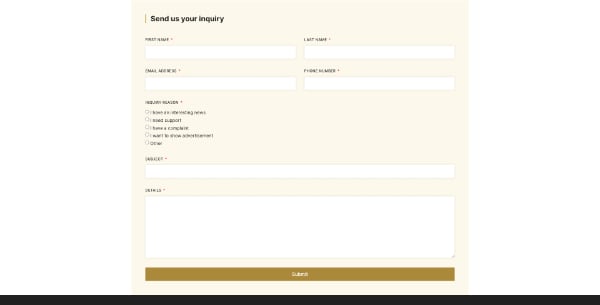 Send us your inquiry
FIRST NAME *
LAST NAME *
EMAIL ADDRESS *
PHONE NUMBER *
INQUIRY REASON *
I have an interesting news
I need support
I have a complaint
I want to show advertisement
Other
SUBJECT *
DETAILS *
Submit